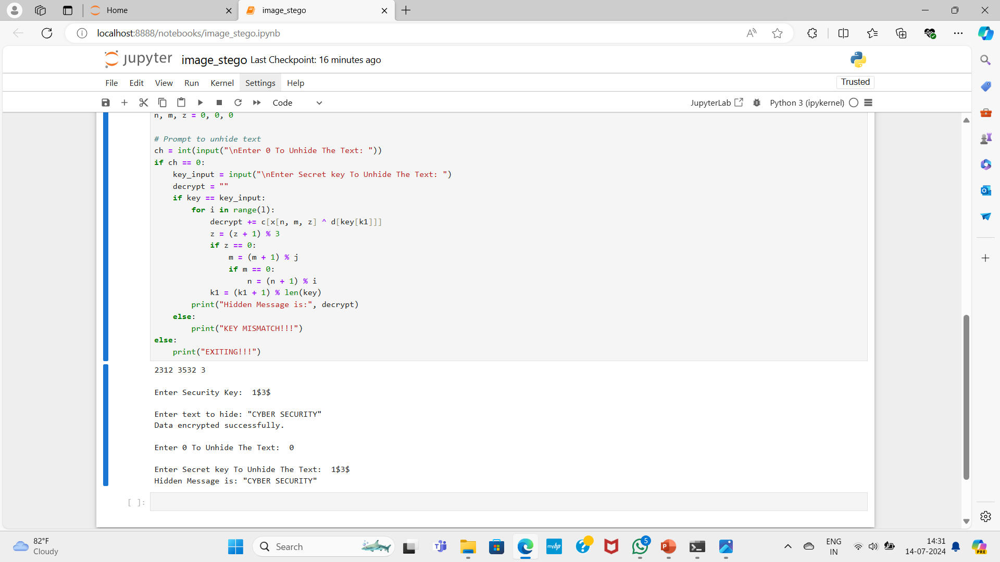 Home
image_stego
localhost:8888/notebooks/image_stego.ipynb
jupyter image_stego Last Checkpoint: 16 minutes ago
File Edit View Run Kernel Settings Help
Trusted
Code
JupyterLab
Python 3 (ipykernel)
n, m, z = 0, 0, 0
# Prompt to unhide text
ch = int(input("\nEnter 0 To Unhide The Text: "))
if ch == 0:
    key_input = input("\nEnter Secret key To Unhide The Text: ")
    decrypt = ""
    if key == key_input:
        for i in range(l):
            decrypt += c[x[n, m, z] ^ d[key[k1]]]
            z = (z + 1) % 3
            if z == 0:
                m = (m + 1) % j
                if m == 0:
                    n = (n + 1) % i
            k1 = (k1 + 1) % len(key)
        print("Hidden Message is:", decrypt)
    else:
        print("KEY MISMATCH!!!")
else:
    print("EXITING!!!")
2312 3532 3
Enter Security Key:  1$3$
Enter text to hide: "CYBER SECURITY"
Data encrypted successfully.
Enter 0 To Unhide The Text:  0
Enter Secret key To Unhide The Text:  1$3$
Hidden Message is: "CYBER SECURITY"
[ ]:
82°F
Cloudy
Search
myhp
5
ENG
IN
14:31
14-07-2024
PRE